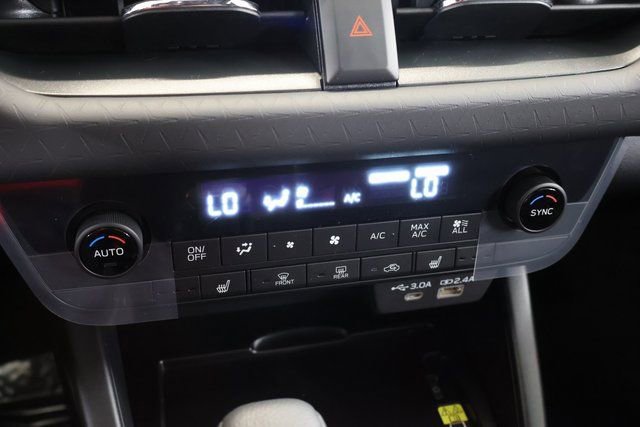 LO A/C LO
AUTO
SYNC
ON/
OFF
A/C
MAX
A/C
ALL
FRONT
REAR
3.0A 2.4A